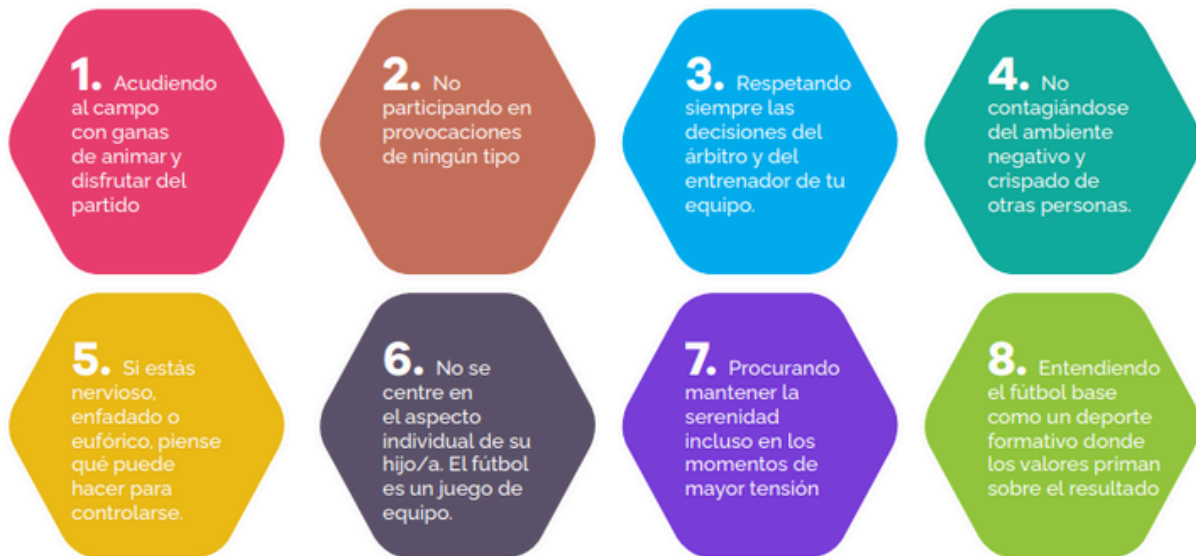 1. Acudiendo
al campo
con ganas
de animar y
disfrutar del
partido
2. No
participando en
provocaciones
de ningún tipo
3. Respetando
siempre las
decisiones del
árbitro y del
entrenador de tu
equipo.
4. No
contagiándose
del ambiente
negativo y
crispado de
otras personas.
5. Si estás
nervioso,
enfadado o
eufórico, piense
qué puede
hacer para
controlarse.
6. No se
centre en
el aspecto
individual de su
hijo/a. El fútbol
es un juego de
equipo.
7. Procurando
mantener la
serenidad
incluso en los
momentos de
mayor tensión
8. Entendiendo
el fútbol base
como un deporte
formativo donde
los valores priman
sobre el resultado